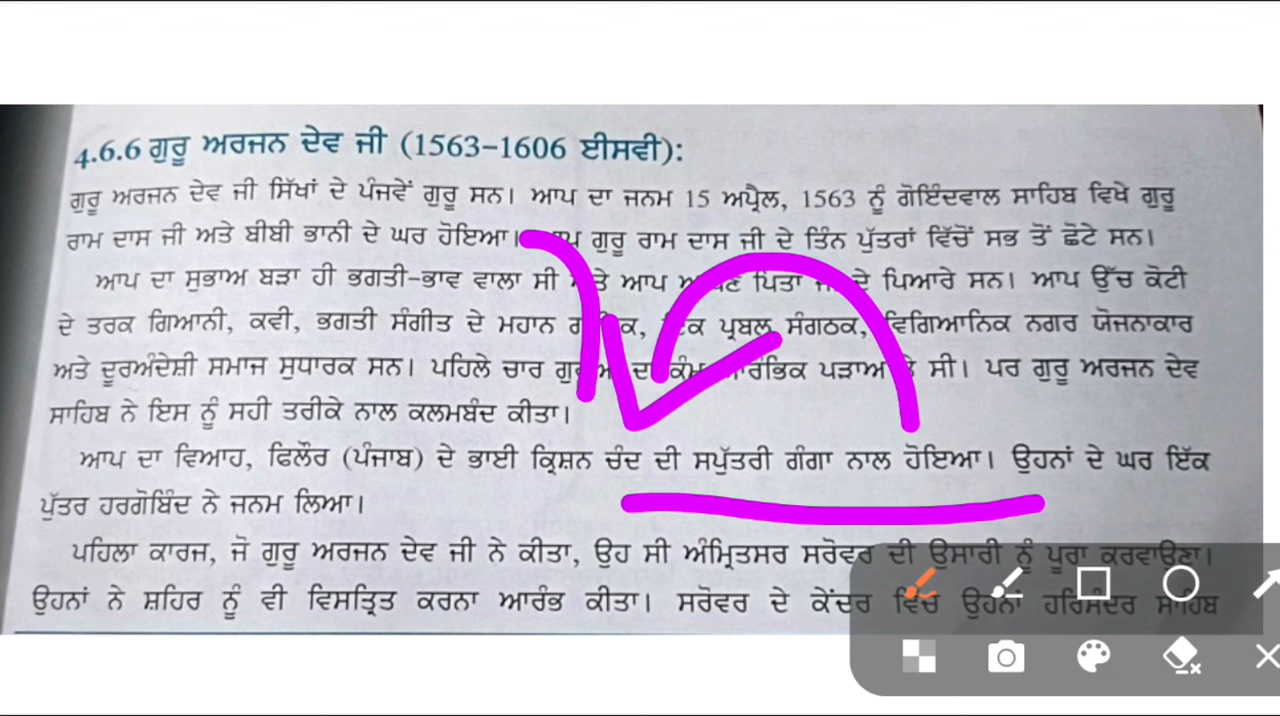 4.6.6 ਗੁਰੂ ਅਰਜਨ ਦੇਵ ਜੀ (1563–1606 ਈਸਵੀ):
ਗੁਰੂ ਅਰਜਨ ਦੇਵ ਜੀ ਸਿੱਖਾਂ ਦੇ ਪੰਜਵੇਂ ਗੁਰੂ ਸਨ। ਆਪ ਦਾ ਜਨਮ 15 ਅਪ੍ਰੈਲ, 1563 ਨੂੰ ਗੋਇੰਦਵਾਲ ਸਾਹਿਬ ਵਿਖੇ ਗੁਰੂ
ਰਾਮ ਦਾਸ ਜੀ ਅਤੇ ਬੀਬੀ ਭਾਨੀ ਦੇ ਘਰ ਹੋਇਆ। ਗੁਰੂ ਰਾਮ ਦਾਸ ਜੀ ਦੇ ਤਿੰਨ ਪੁੱਤਰਾਂ ਵਿੱਚੋਂ ਸਭ ਤੋਂ ਛੋਟੇ ਸਨ।
ਆਪ ਦਾ ਸੁਭਾਅ ਬੜਾ ਹੀ ਭਗਤੀ-ਭਾਵ ਵਾਲਾ ਸੀ ਆਪ ਪਿਤਾ ਦੇ ਪਿਆਰੇ ਸਨ। ਆਪ ਉੱਚ ਕੋਟੀ
ਦੇ ਤਰਕ ਗਿਆਨੀ, ਕਵੀ, ਭਗਤੀ ਸੰਗੀਤ ਦੇ ਮਹਾਨ ਪ੍ਰਬਲ ਸੰਗਠਕ, ਵਿਗਿਆਨਿਕ ਨਗਰ ਯੋਜਨਾਕਾਰ
ਅਤੇ ਦੂਰਅੰਦੇਸ਼ੀ ਸਮਾਜ ਸੁਧਾਰਕ ਸਨ। ਪਹਿਲੇ ਚਾਰ ਦਾ ਕੰਮ ਪੜਾਅ ਸੀ। ਪਰ ਗੁਰੂ ਅਰਜਨ ਦੇਵ
ਸਾਹਿਬ ਨੇ ਇਸ ਨੂੰ ਸਹੀ ਤਰੀਕੇ ਨਾਲ ਕਲਮਬੰਦ ਕੀਤਾ।
ਆਪ ਦਾ ਵਿਆਹ, ਫਿਲੌਰ (ਪੰਜਾਬ) ਦੇ ਭਾਈ ਕ੍ਰਿਸ਼ਨ ਚੰਦ ਦੀ ਸਪੁੱਤਰੀ ਗੰਗਾ ਨਾਲ ਹੋਇਆ। ਉਹਨਾਂ ਦੇ ਘਰ ਇੱਕ
ਪੁੱਤਰ ਹਰਗੋਬਿੰਦ ਨੇ ਜਨਮ ਲਿਆ।
ਪਹਿਲਾ ਕਾਰਜ, ਜੋ ਗੁਰੂ ਅਰਜਨ ਦੇਵ ਜੀ ਨੇ ਕੀਤਾ, ਉਹ ਸੀ ਅੰਮ੍ਰਿਤਸਰ ਸਰੋਵਰ ਦੀ ਉਸਾਰੀ ਨੂੰ ਪੂਰਾ ਕਰਵਾਉਣਾ।
ਉਹਨਾਂ ਨੇ ਸ਼ਹਿਰ ਨੂੰ ਵੀ ਵਿਸਤ੍ਰਿਤ ਕਰਨਾ ਆਰੰਭ ਕੀਤਾ। ਸਰੋਵਰ ਦੇ ਕੇਂਦਰ ਵਿੱਚ ਉਹਨਾਂ ਹਰਿਮੰਦਰ ਸਾਹਿਬ